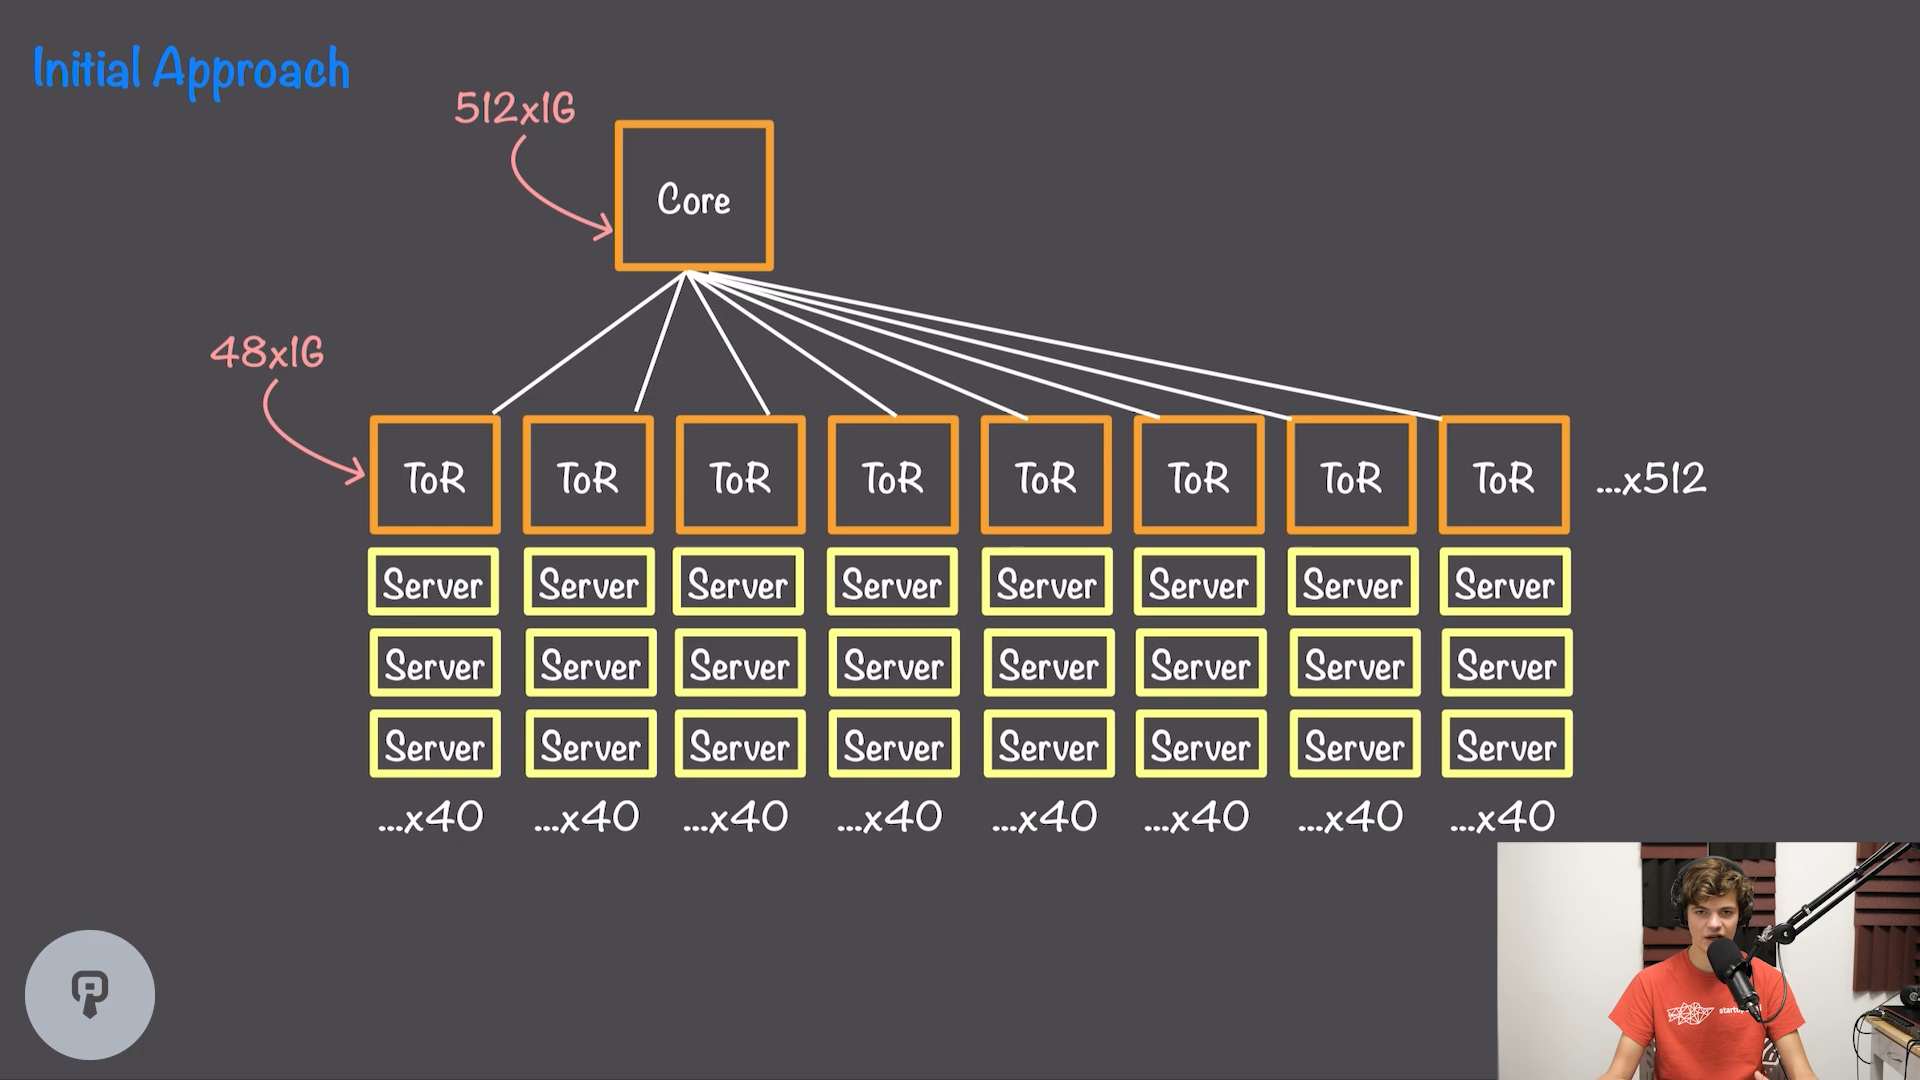 Initial Approach
512x1G
Core
48x1G
ToR ToR ToR ToR ToR ToR ToR ToR ...x512
Server Server Server Server Server Server Server Server
Server Server Server Server Server Server Server Server
Server Server Server Server Server Server Server Server
...x40 ...x40 ...x40 ...x40 ...x40 ...x40 ...x40 ...x40